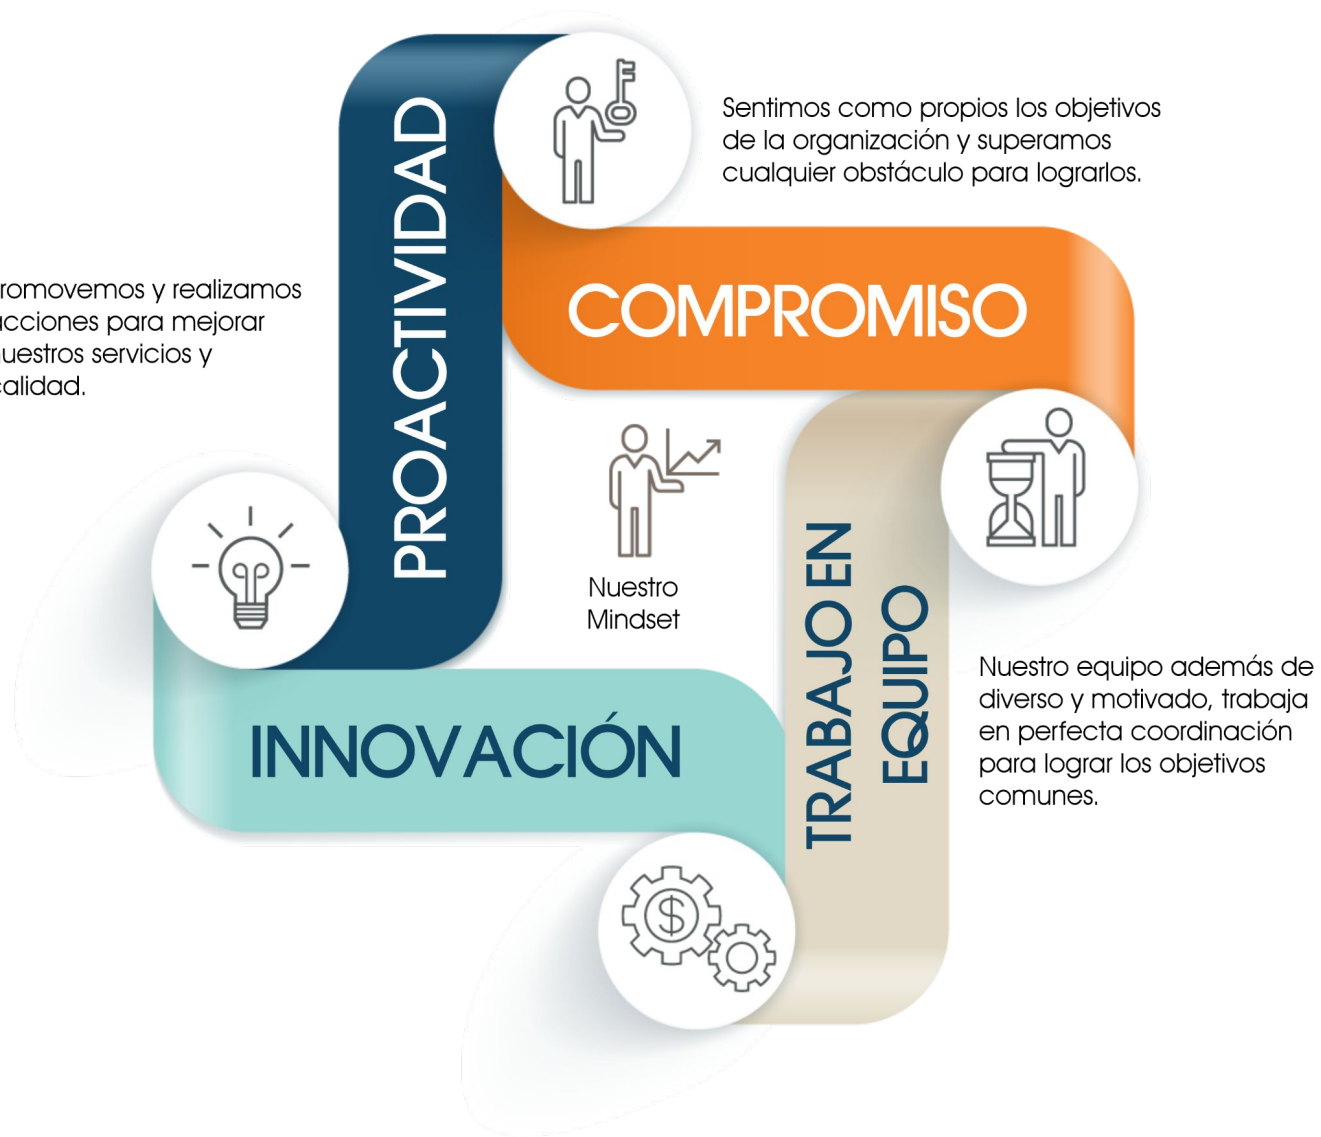 PROACTIVIDAD
Sentimos como propios los objetivos
de la organización y superamos
cualquier obstáculo para lograrlos.
COMPROMISO
romovemos y realizamos
acciones para mejorar
nuestros servicios y
calidad.
Nuestro
Mindset
TRABAJO EN
EQUIPO
Nuestro equipo además de
diverso y motivado, trabaja
en perfecta coordinación
para lograr los objetivos
comunes.
INNOVACIÓN
$